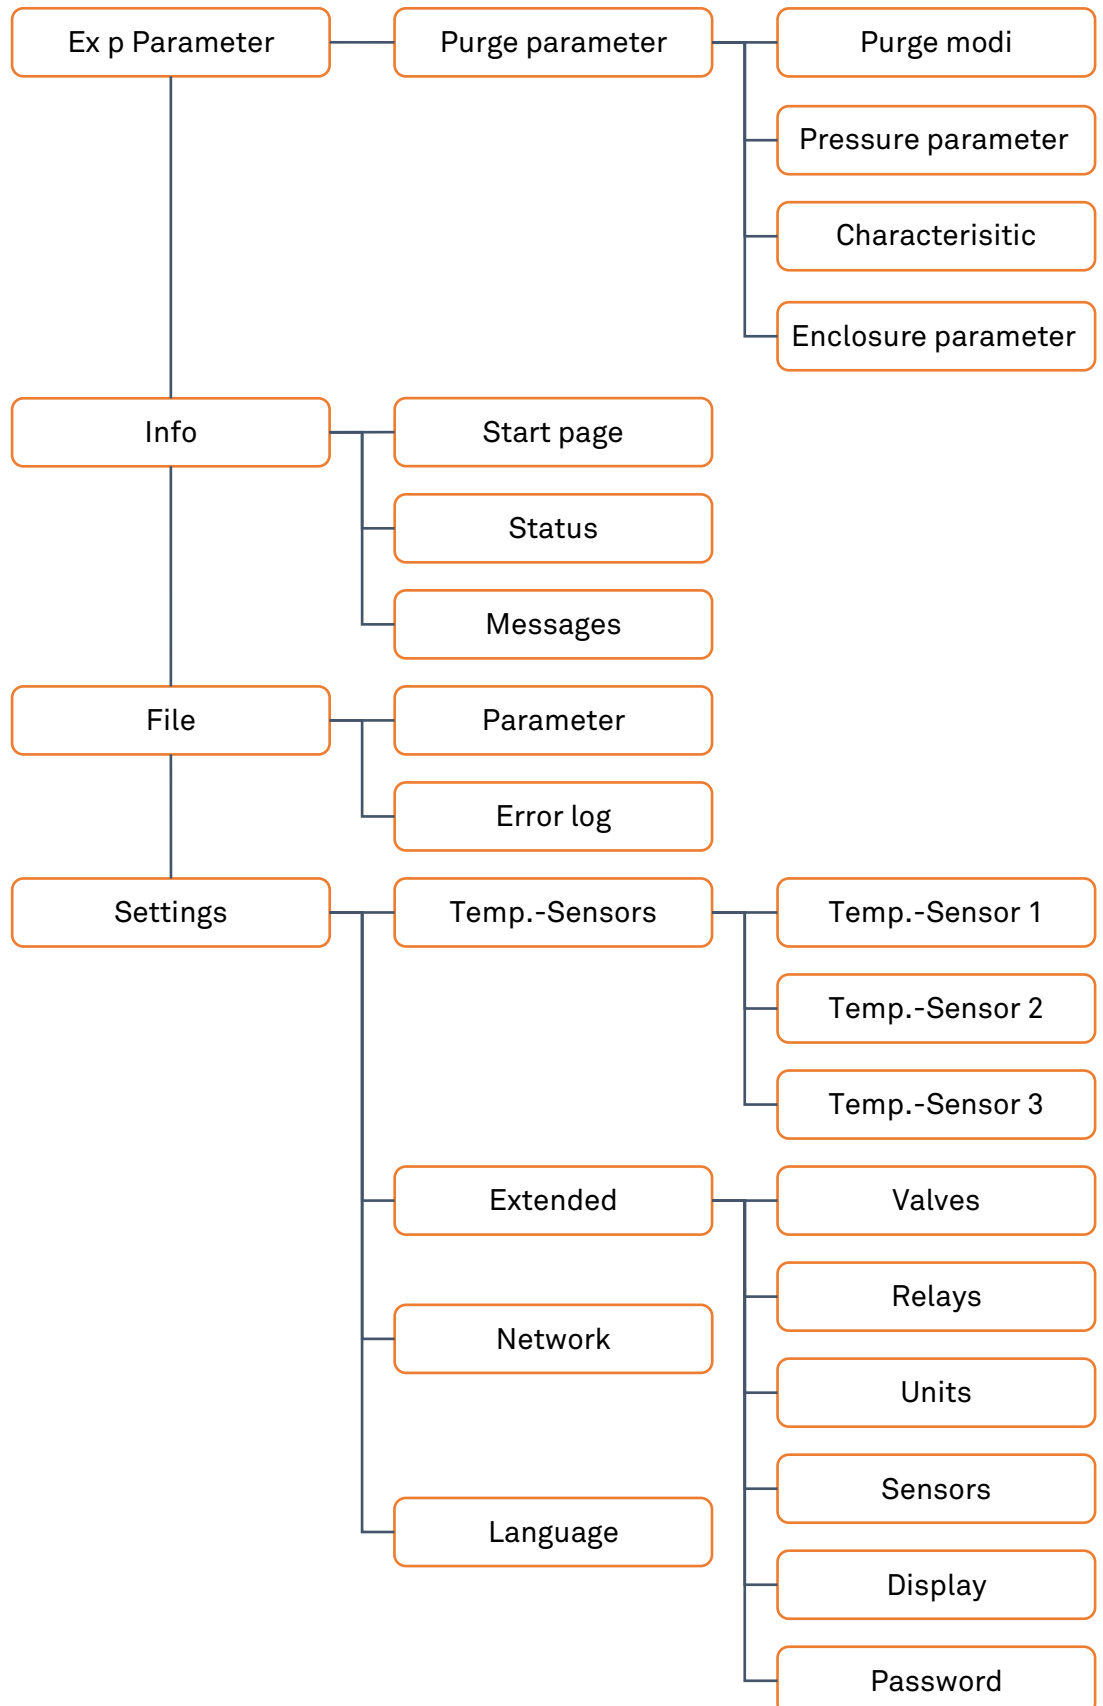 Ex p Parameter
Purge parameter
Purge modi
Pressure parameter
Characterisitic
Enclosure parameter
Info
Start page
Status
Messages
File
Parameter
Error log
Settings
Temp.-Sensors
Temp.-Sensor 1
Temp.-Sensor 2
Temp.-Sensor 3
Extended
Valves
Relays
Units
Sensors
Display
Password
Network
Language